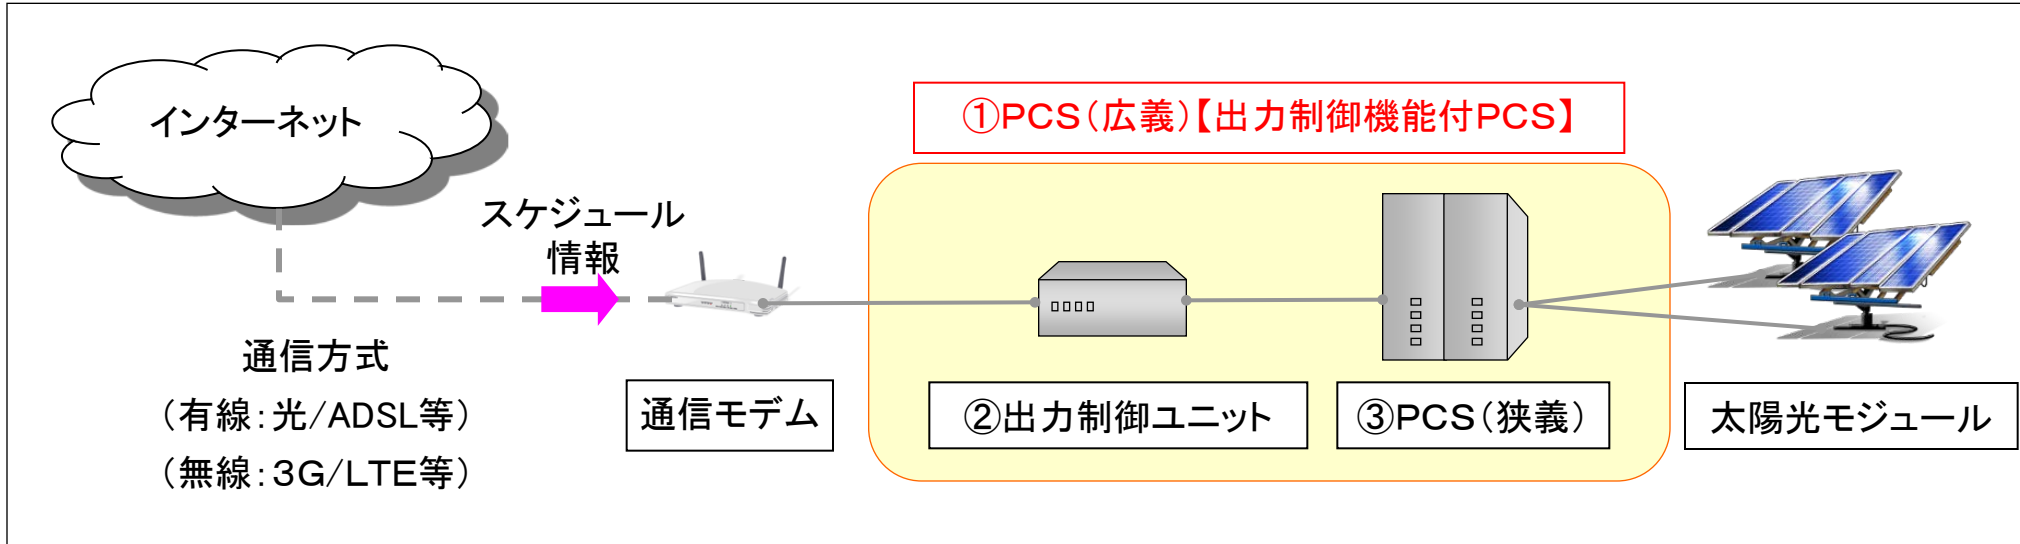 インターネット
①PCS(広義)【出力制御機能付PCS】
スケジュール
情報
通信方式
(有線:光/ADSL等)
(無線:3G/LTE等)
通信モデム
②出力制御ユニット
③PCS(狭義)
太陽光モジュール